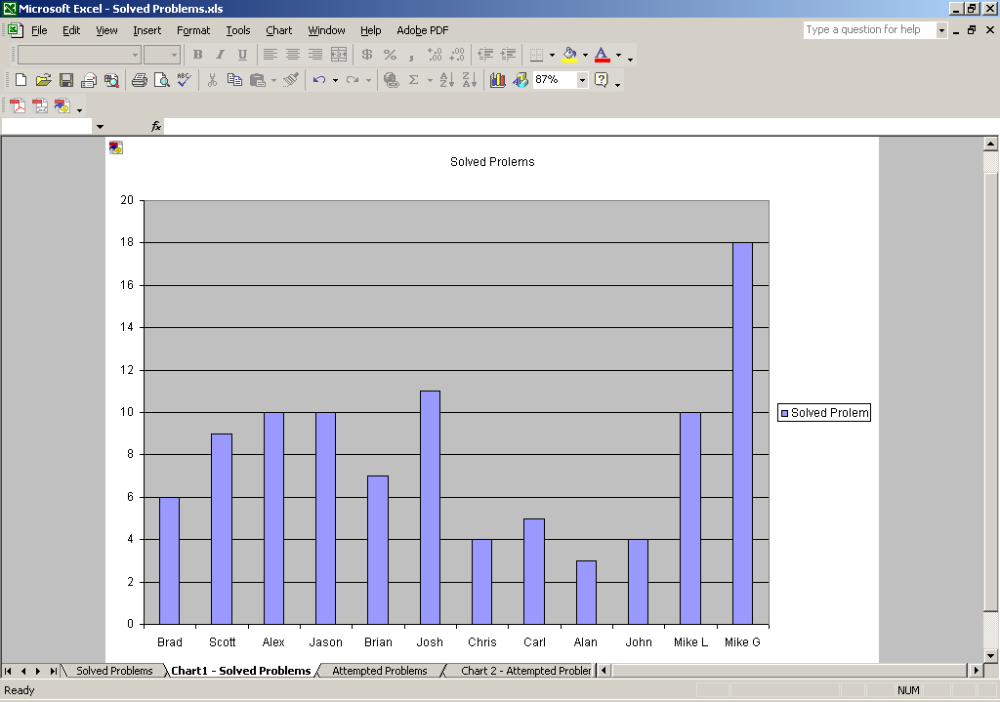 Microsoft Excel - Solved Problems.xls
File Edit View Insert Format Tools Chart Window Help Adobe PDF Type a question for help
B I U $ % ,
87%
fx
Solved Prolems
20
18
16
14
12
10
8
6
4
2
0
Solved Prolem
Brad Scott Alex Jason Brian Josh Chris Carl Alan John Mike L Mike G
Solved Problems Chart1 - Solved Problems Attempted Problems Chart 2 - Attempted Probler
Ready NUM